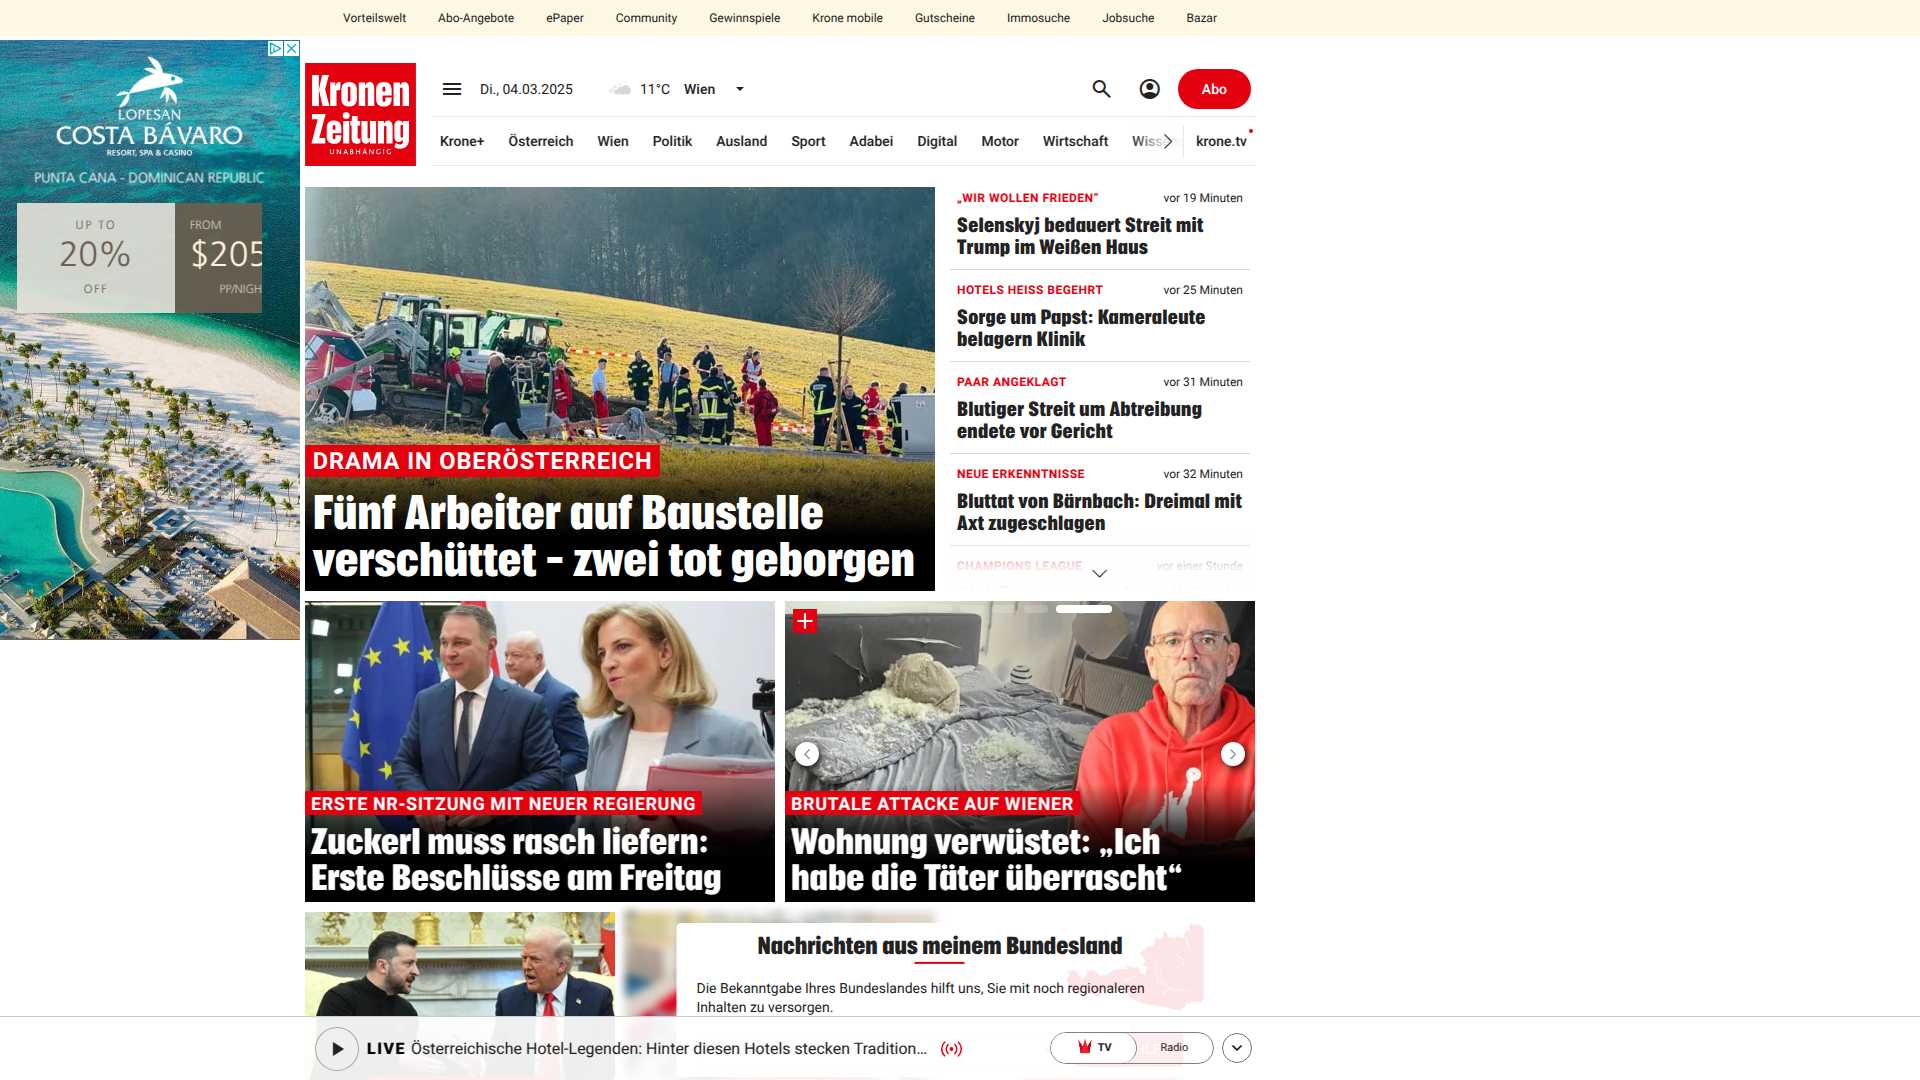 Vorteilswelt Abo-Angebote ePaper Community Gewinnspiele Krone mobile Gutscheine Immosuche Jobsuche Bazar
LOPESAN
COSTA BÁVARO
RESORT, SPA & CASINO
PUNTA CANA - DOMINICAN REPUBLIC
UP TO
20%
OFF
FROM
$205
PP/NIGH
Kronen
Zeitung
UNABHÄNGIG
Di., 04.03.2025 11°C Wien
Abo
Krone+ Österreich Wien Politik Ausland Sport Adabei Digital Motor Wirtschaft Wissen krone.tv
DRAMA IN OBERÖSTERREICH
Fünf Arbeiter auf Baustelle
verschüttet – zwei tot geborgen
„WIR WOLLEN FRIEDEN“ vor 19 Minuten
Selenskyj bedauert Streit mit
Trump im Weißen Haus
HOTELS HEISS BEGEHRT vor 25 Minuten
Sorge um Papst: Kameraleute
belagern Klinik
PAAR ANGEKLAGT vor 31 Minuten
Blutiger Streit um Abtreibung
endete vor Gericht
NEUE ERKENNTNISSE vor 32 Minuten
Bluttat von Bärnbach: Dreimal mit
Axt zugeschlagen
CHAMPIONS LEAGUE vor einer Stunde
ERSTE NR-SITZUNG MIT NEUER REGIERUNG
Zuckerl muss rasch liefern:
Erste Beschlüsse am Freitag
BRUTALE ATTACKE AUF WIENER
Wohnung verwüstet: „Ich
habe die Täter überrascht“
Nachrichten aus meinem Bundesland
Die Bekanntgabe Ihres Bundeslandes hilft uns, Sie mit noch regionaleren
Inhalten zu versorgen.
LIVE Österreichische Hotel-Legenden: Hinter diesen Hotels stecken Tradition...
TV Radio